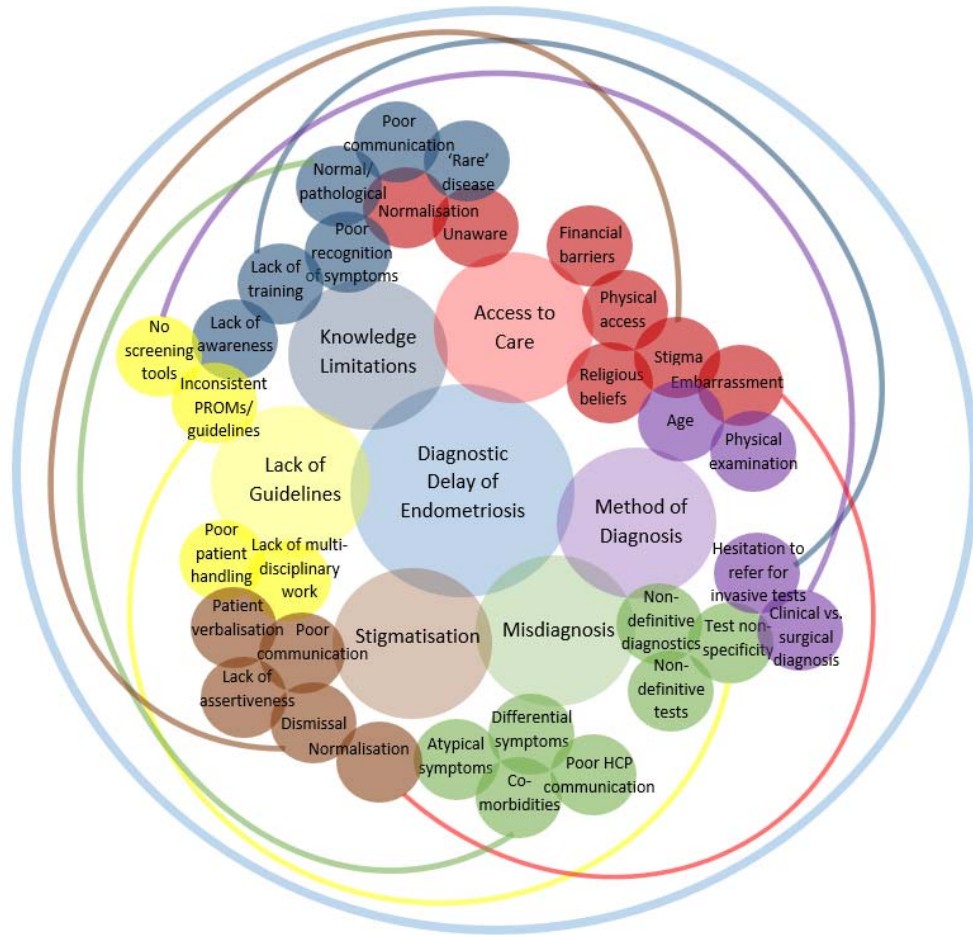 Poor
communication
'Rare'
disease
Normal/
pathological
Normalisation
Unaware
Poor
recognition
of symptoms
Financial
barriers
Lack of
training
Access to
Care
Physical
access
Knowledge
Limitations
No
screening
tools
Lack of
awareness
Stigma
Embarrassment
Religious
beliefs
Inconsistent
PROMs/
guidelines
Age
Physical
examination
Lack of
Guidelines
Diagnostic
Delay of
Endometriosis
Method of
Diagnosis
Poor
patient
handling
Lack of multi-
disciplinary
work
Hesitation to
refer for
invasive tests
Patient
verbalisation
Poor
communication
Stigmatisation
Misdiagnosis
Non-
definitive
diagnostics
Test non-
specificity
Clinical vs.
surgical
diagnosis
Non-
definitive
tests
Lack of
assertiveness
Dismissal
Normalisation
Atypical
symptoms
Differential
symptoms
Poor HCP
communication
Co-
morbidities